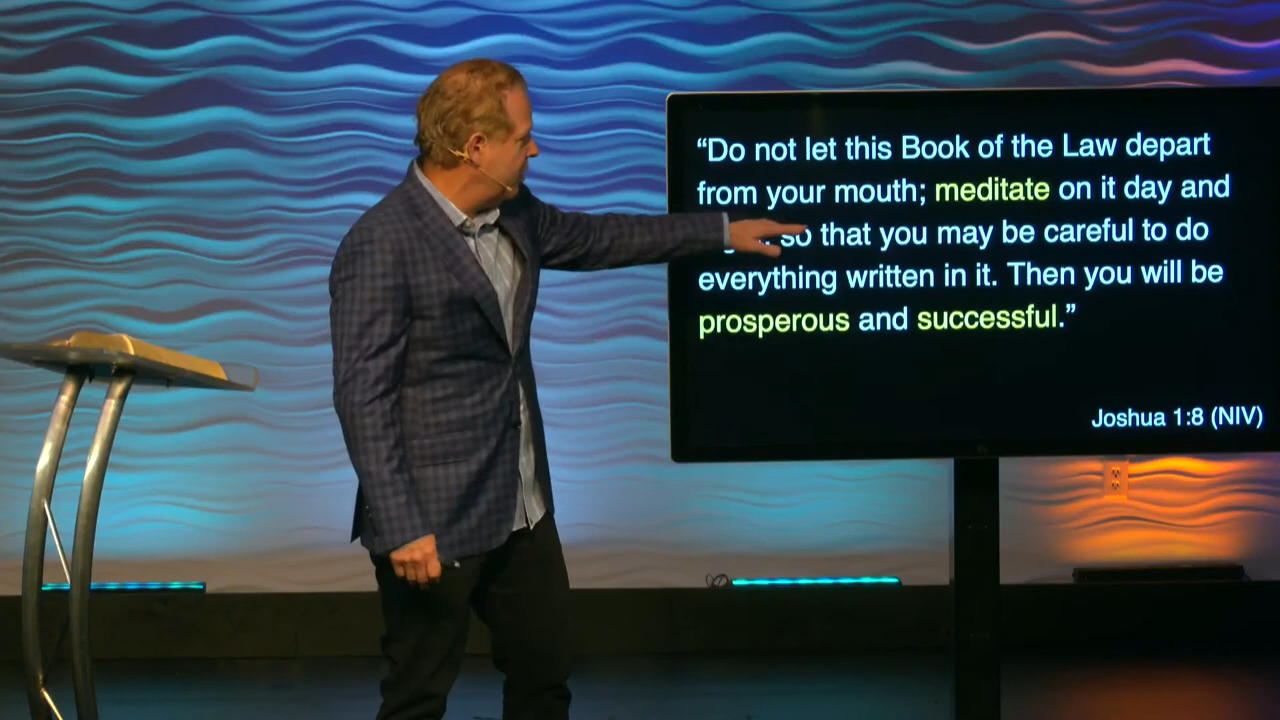 “Do not let this Book of the Law depart
from your mouth; meditate on it day and
so that you may be careful to do
everything written in it. Then you will be
prosperous and successful.”
Joshua 1:8 (NIV)